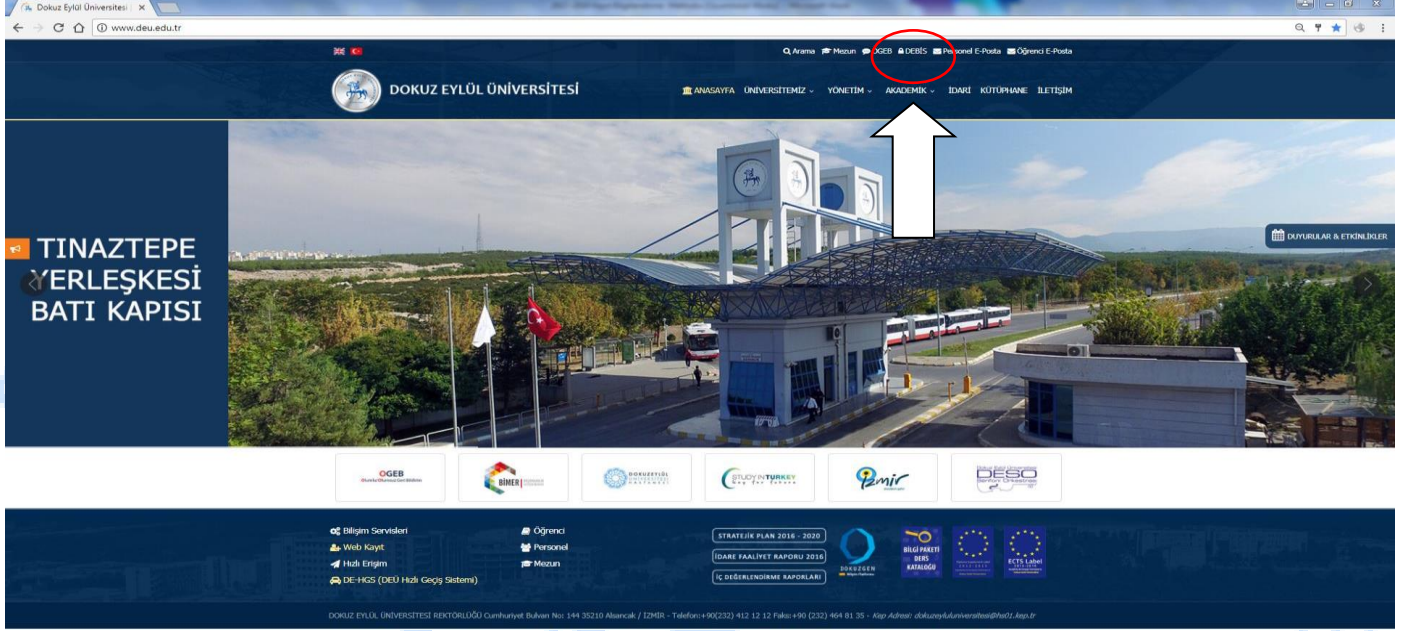 Dokuz Eylül Üniversitesi |
www.deu.edu.tr
Arama Mezun OGEB DEBİS Personel E-Posta Öğrenci E-Posta
DOKUZ EYLÜL ÜNİVERSİTESİ
ANASAYFA ÜNİVERSİTEMİZ YÖNETİM AKADEMİK İDARİ KÜTÜPHANE İLETİŞİM
TINAZTEPE
YERLEŞKESİ
BATI KAPISI
DUYURULAR & ETKİNLİKLER
OGEB
BİMER
DOKUZ EYLÜL
STUDY IN TURKEY
İzmir
DESO
Bilişim Servisleri
Web Kayıt
Hızlı Erişim
DE-HGS (DEÜ Hızlı Geçiş Sistemi)
Öğrenci
Personel
Mezun
STRATEJİK PLAN 2016 - 2020
İDARE FAALİYET RAPORU 2016
İÇ DEĞERLENDİRME RAPORLARI
DOKUZGEN
BİLGİ PAKETİ
DERS
KATALOĞU
ECTS Label
DOKUZ EYLÜL ÜNİVERSİTESİ REKTÖRLÜĞÜ Cumhuriyet Bulvarı No: 144 35210 Alsancak / İZMİR - Telefon:+90(232) 412 12 12 Faks:+90 (232) 464 81 35 - Kep Adresi: dokuzeyluluniversitesi@hs01.kep.tr